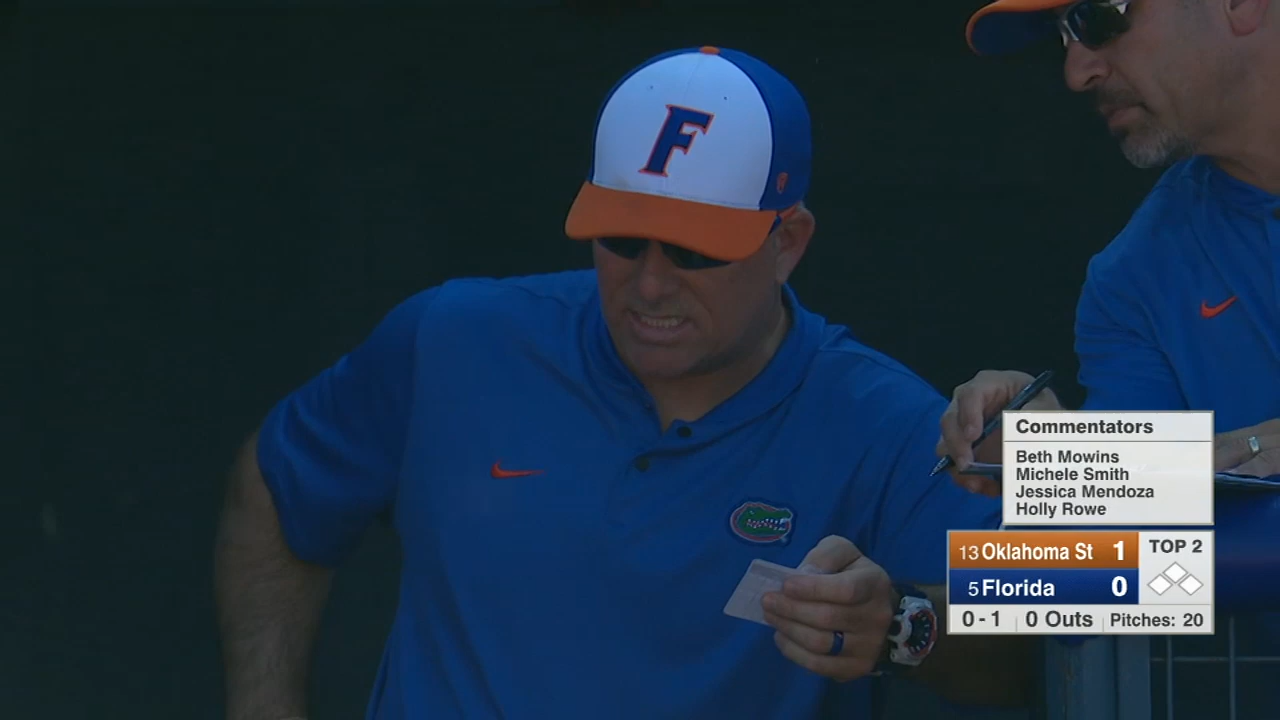 F
Commentators
Beth Mowins
Michele Smith
Jessica Mendoza
Holly Rowe
13 Oklahoma St 1 TOP 2
5 Florida 0
0 - 1 0 Outs Pitches: 20